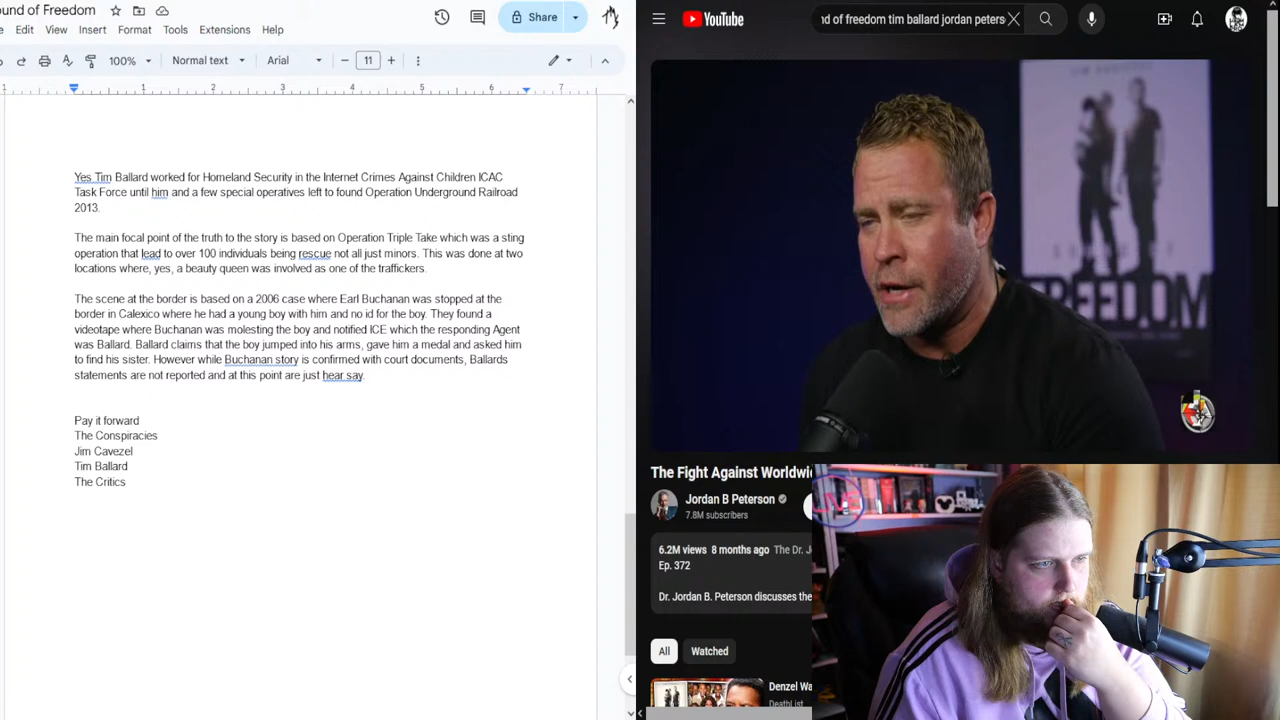 ound of Freedom
Share
Edit View Insert Format Tools Extensions Help
100% Normal text Arial 11
1 1 2 3 4 5 6 7
Yes Tim Ballard worked for Homeland Security in the Internet Crimes Against Children ICAC
Task Force until him and a few special operatives left to found Operation Underground Railroad
2013.
The main focal point of the truth to the story is based on Operation Triple Take which was a sting
operation that lead to over 100 individuals being rescue not all just minors. This was done at two
locations where, yes, a beauty queen was involved as one of the traffickers.
The scene at the border is based on a 2006 case where Earl Buchanan was stopped at the
border in Calexico where he had a young boy with him and no id for the boy. They found a
videotape where Buchanan was molesting the boy and notified ICE which the responding Agent
was Ballard. Ballard claims that the boy jumped into his arms, gave him a medal and asked him
to find his sister. However while Buchanan story is confirmed with court documents, Ballards
statements are not reported and at this point are just hear say.
Pay it forward
The Conspiracies
Jim Cavezel
Tim Ballard
The Critics
YouTube
nd of freedom tim ballard jordan peters
FREEDOM
The Fight Against Worldwi
Jordan B Peterson
7.8M subscribers
6.2M views 8 months ago The Dr. J
Ep. 372
Dr. Jordan B. Peterson discusses the
All Watched
Denzel Wa
DeathList
LIVE